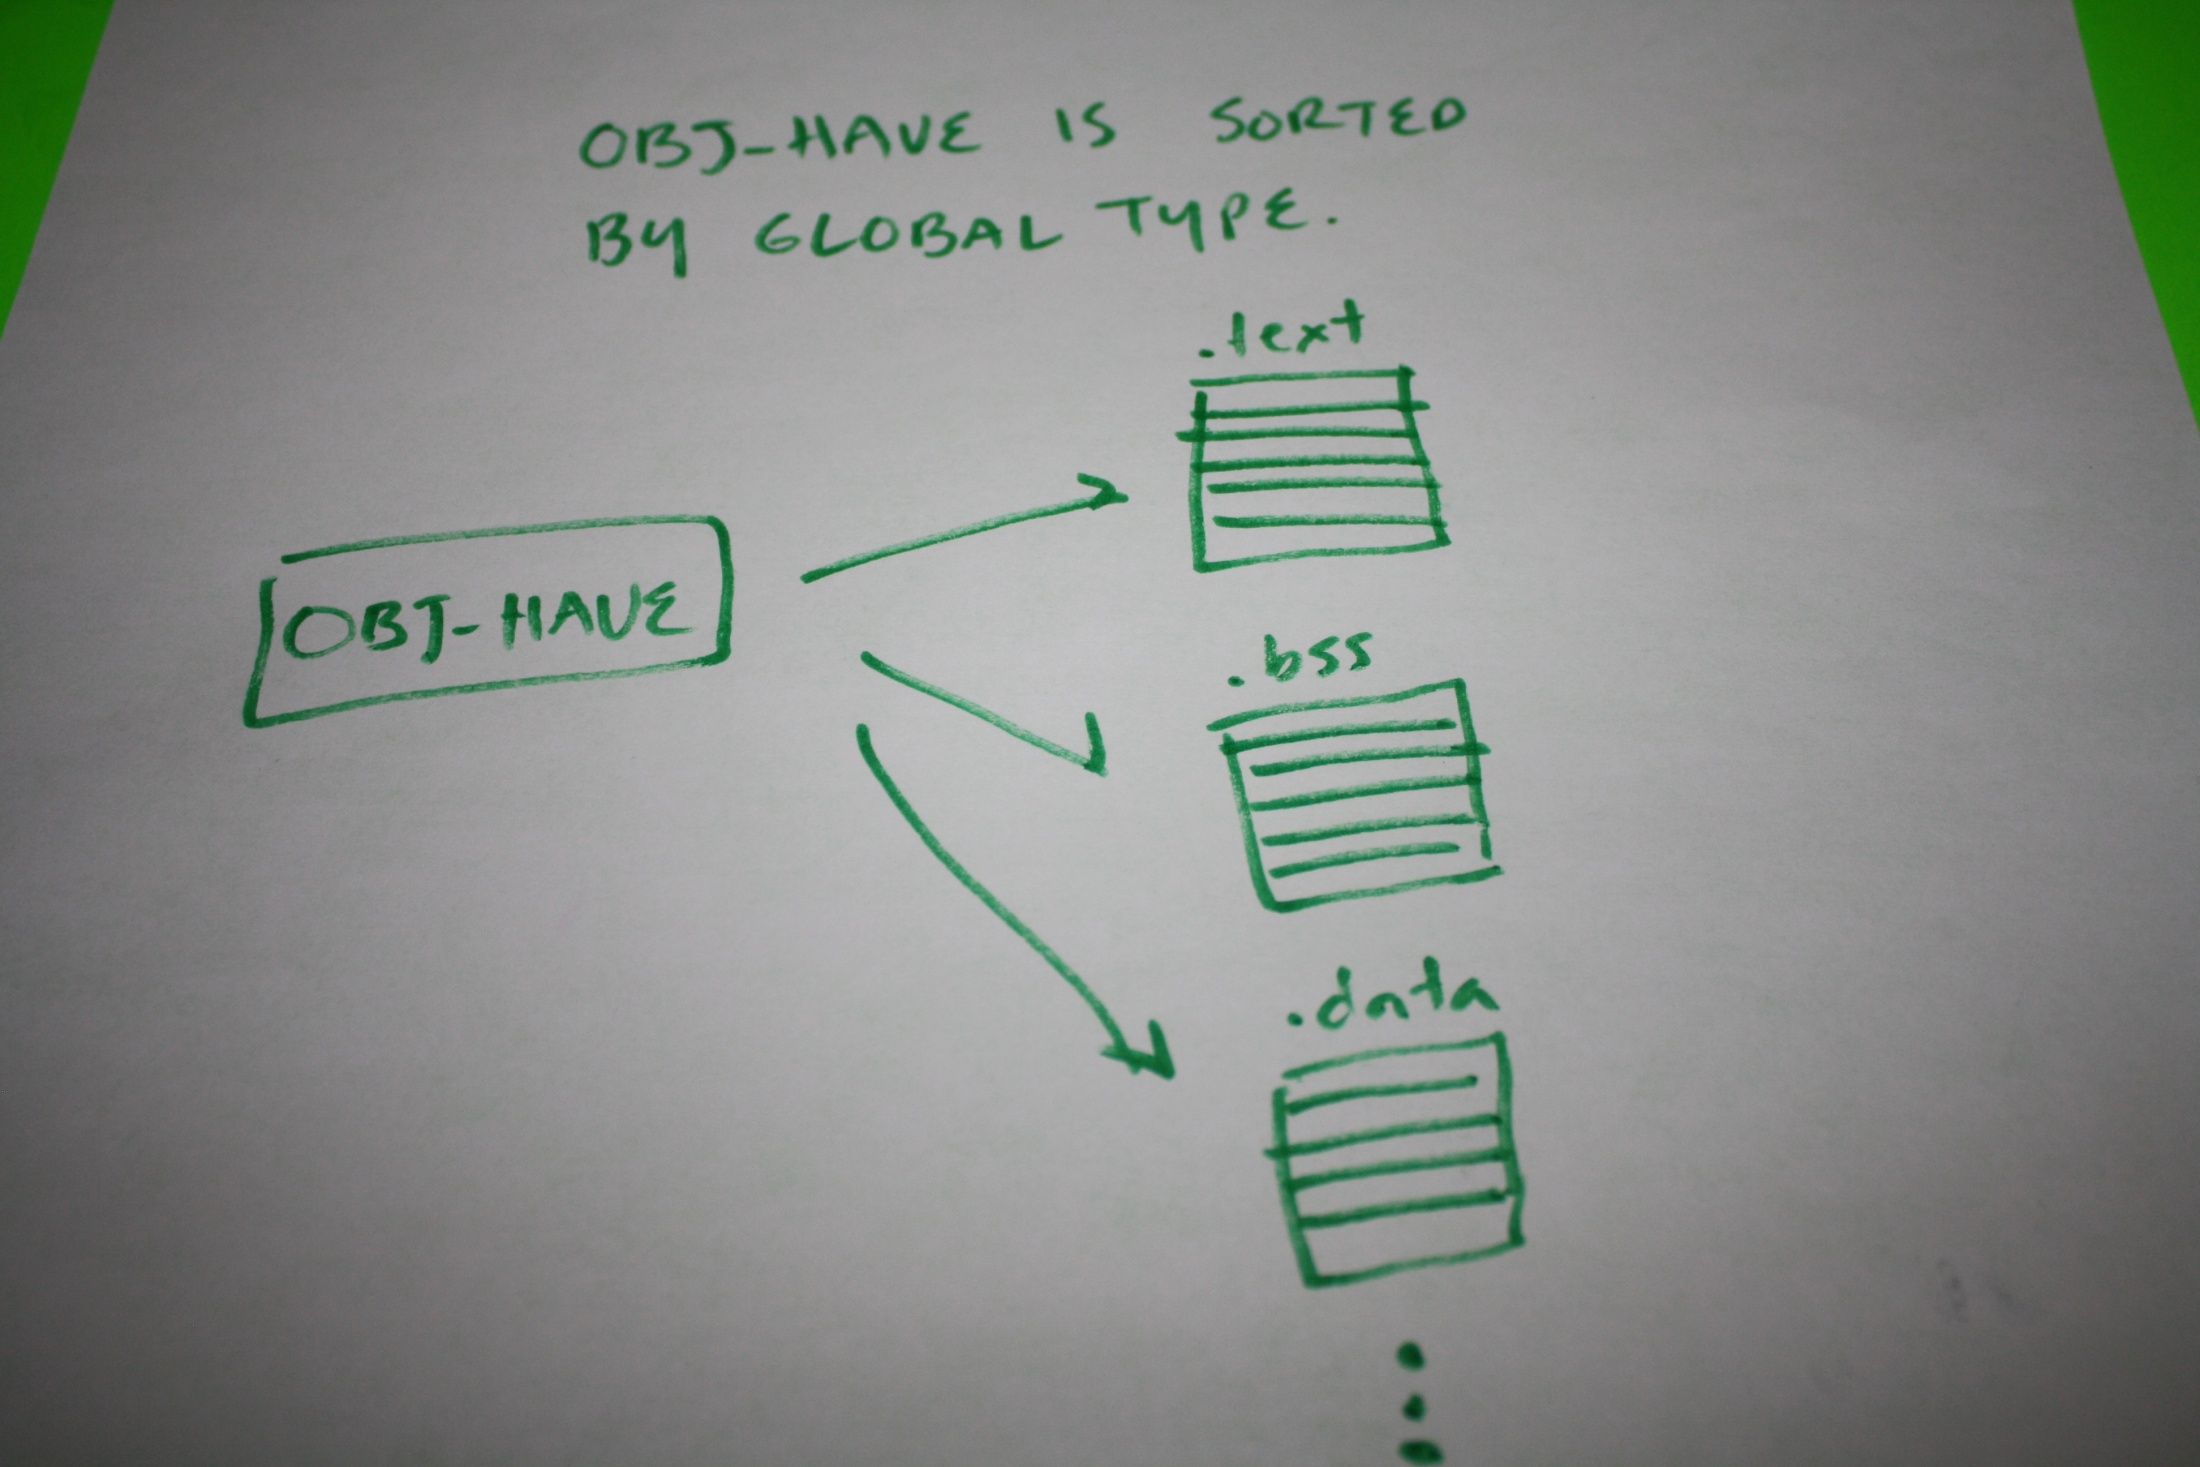 OBJ-HAVE IS SORTED
BY GLOBAL TYPE.
.text
OBJ-HAVE
.bss
.data